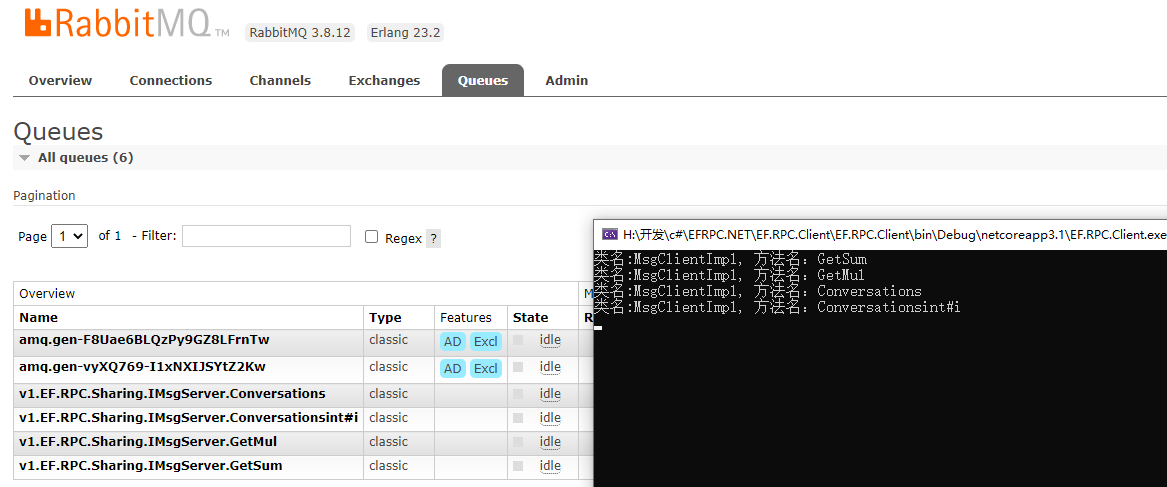 RabbitMQ TM RabbitMQ 3.8.12 Erlang 23.2
Overview Connections Channels Exchanges Queues Admin
Queues
All queues (6)
Pagination
Page 1 of 1 - Filter: Regex ?
H:\开发\c#\EFRPC.NET\EF.RPC.Client\EF.RPC.Client\bin\Debug\netcoreapp3.1\EF.RPC.Client.exe
类名:MsgClientImpl, 方法名: GetSum
类名:MsgClientImpl, 方法名: GetMul
类名:MsgClientImpl, 方法名: Conversations
类名:MsgClientImpl, 方法名: Conversationsint#i
Overview
Name Type Features State
amq.gen-F8Uae6BLQzPy9GZ8LFrnTw classic AD Excl idle
amq.gen-vyXQ769-I1xNXIJSYtZ2Kw classic AD Excl idle
v1.EF.RPC.Sharing.IMsgServer.Conversations classic idle
v1.EF.RPC.Sharing.IMsgServer.Conversationsint#i classic idle
v1.EF.RPC.Sharing.IMsgServer.GetMul classic idle
v1.EF.RPC.Sharing.IMsgServer.GetSum classic idle